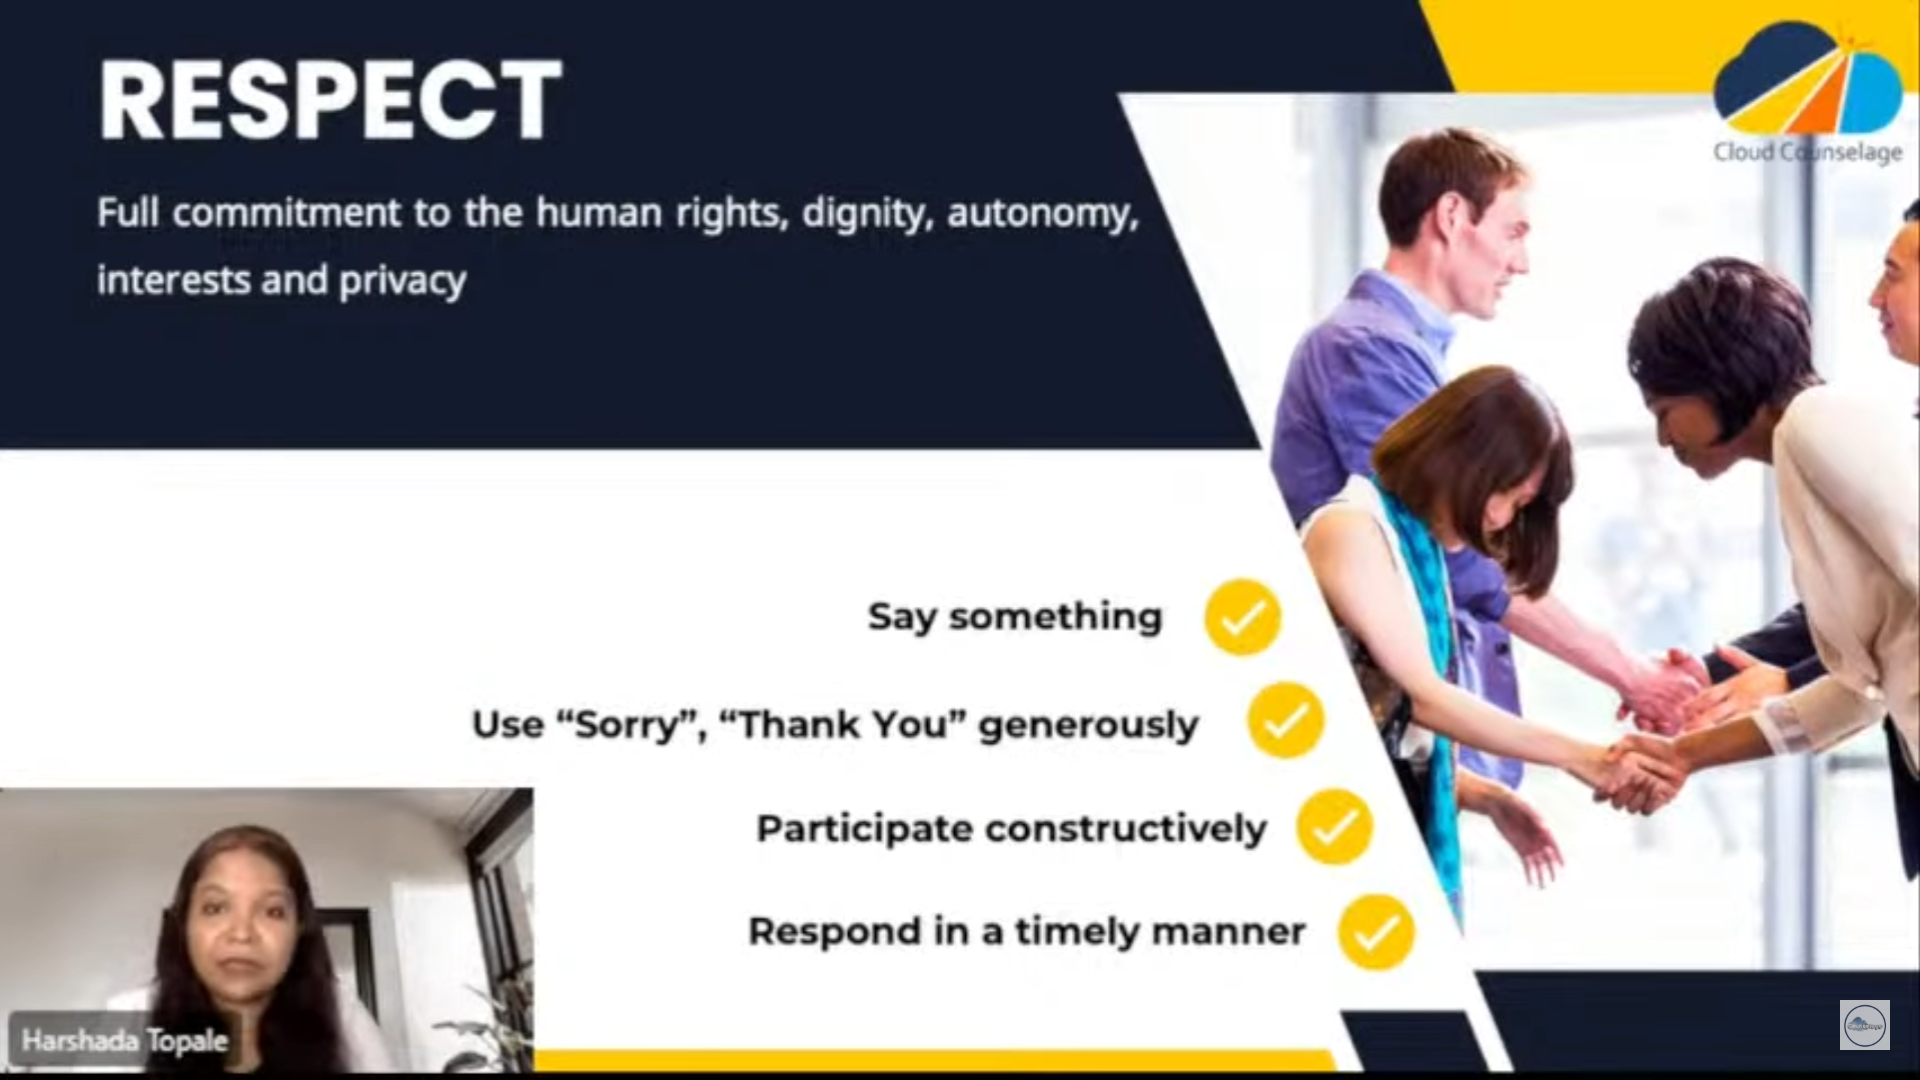 RESPECT
Full commitment to the human rights, dignity, autonomy,
interests and privacy
Cloud Counselage
Say something
Use “Sorry”, “Thank You” generously
Participate constructively
Respond in a timely manner
Harshada Topale